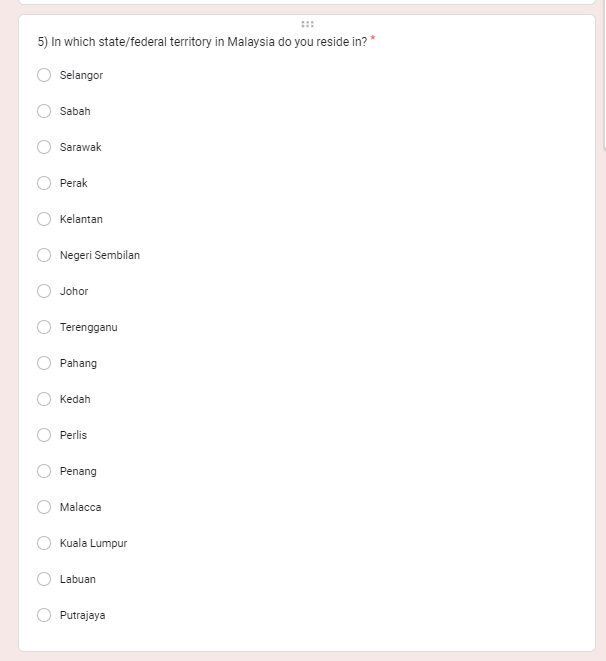 5) In which state/federal territory in Malaysia do you reside in? *
Selangor
Sabah
Sarawak
Perak
Kelantan
Negeri Sembilan
Johor
Terengganu
Pahang
Kedah
Perlis
Penang
Malacca
Kuala Lumpur
Labuan
Putrajaya